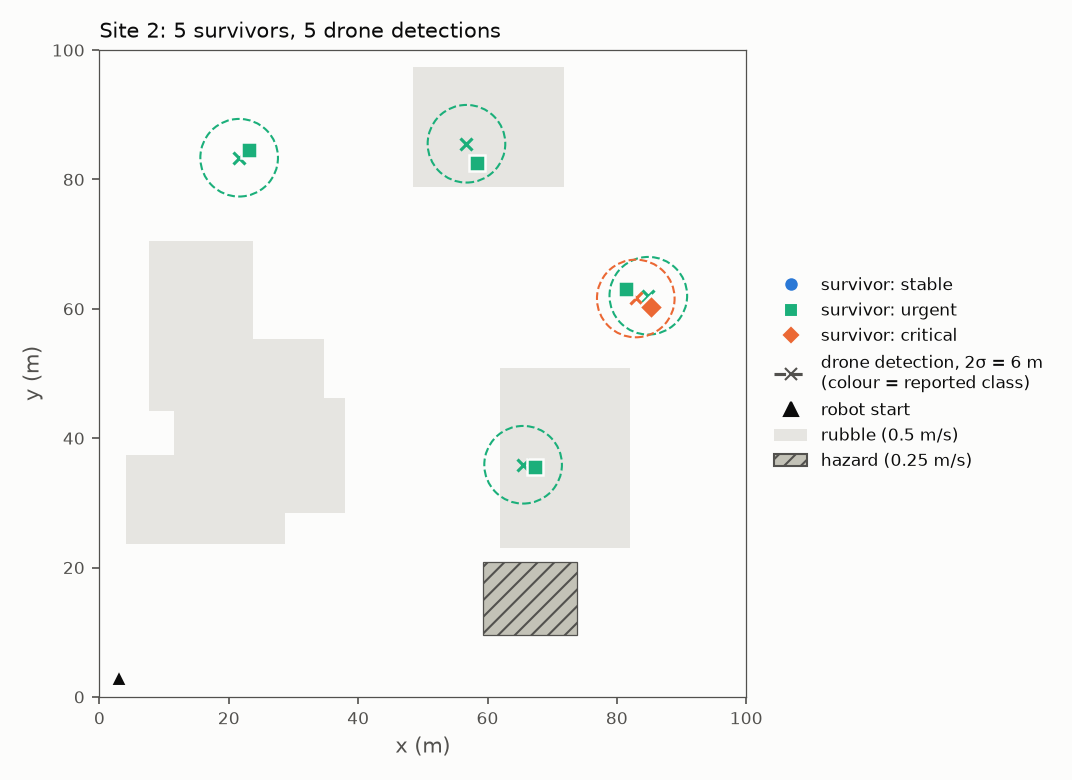 Site 2: 5 survivors, 5 drone detections
100
80
60
40
20
0
y (m)
0 20 40 60 80 100
x (m)
survivor: stable
survivor: urgent
survivor: critical
drone detection, 2σ = 6 m
(colour = reported class)
robot start
rubble (0.5 m/s)
hazard (0.25 m/s)